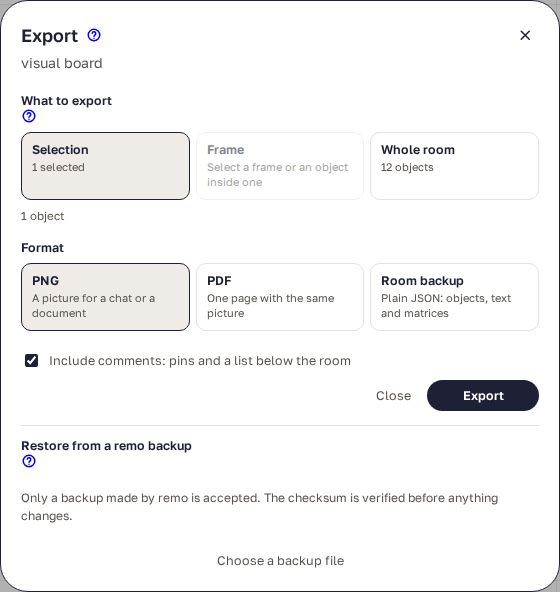 Export
visual board
What to export
Selection
1 selected
Frame
Select a frame or an object
inside one
Whole room
12 objects
1 object
Format
PNG
A picture for a chat or a
document
PDF
One page with the same
picture
Room backup
Plain JSON: objects, text
and matrices
Include comments: pins and a list below the room
Close
Export
Restore from a remo backup
Only a backup made by remo is accepted. The checksum is verified before anything
changes.
Choose a backup file